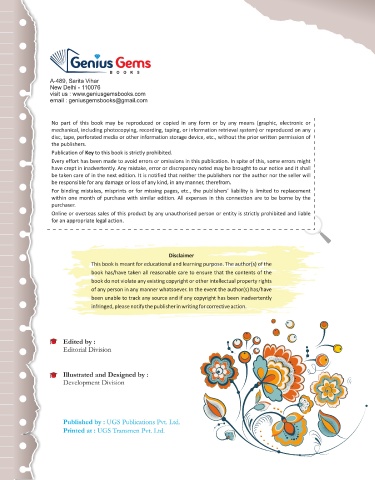 Genius Gems
BOOKS
A-489, Sarita Vihar
New Delhi - 110076
visit us : www.geniusgemsbooks.com
email : geniusgemsbooks@gmail.com
No part of this book may be reproduced or copied in any form or by any means (graphic, electronic or
mechanical, including photocopying, recording, taping, or information retrieval system) or reproduced on any
disc, tape, perforated media or other information storage device, etc., without the prior written permission of
the publishers.
Publication of Key to this book is strictly prohibited.
Every effort has been made to avoid errors or omissions in this publication. In spite of this, some errors might
have crept in inadvertently. Any mistake, error or discrepancy noted may be brought to our notice and it shall
be taken care of in the next edition. It is notified that neither the publishers nor the author nor the seller will
be responsible for any damage or loss of any kind, in any manner, therefrom.
For binding mistakes, misprints or for missing pages, etc., the publishers' liability is limited to replacement
within one month of purchase with similar edition. All expenses in this connection are to be borne by the
purchaser.
Online or overseas sales of this product by any unauthorised person or entity is strictly prohibited and liable
for an appropriate legal action.
Disclaimer
This book is meant for educational and learning purpose. The author(s) of the
book has/have taken all reasonable care to ensure that the contents of the
book do not violate any existing copyright or other intellectual property rights
of any person in any manner whatsoever. In the event the author(s) has/have
been unable to track any source and if any copyright has been inadvertently
infringed, please notify the publisher in writing for corrective action.
Edited by :
Editorial Division
Illustrated and Designed by :
Development Division
Published by : UGS Publications Pvt. Ltd.
Printed at : UGS Transmen Pvt. Ltd.